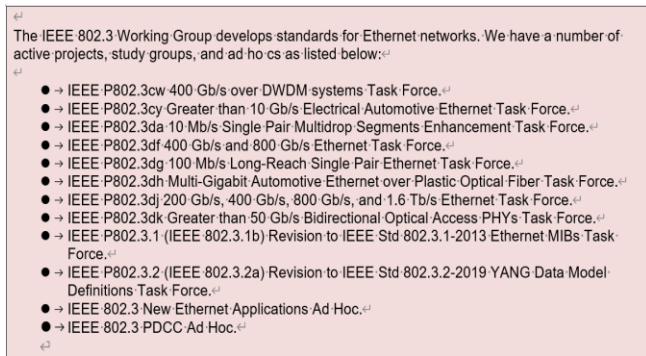 The IEEE 802.3 Working Group develops standards for Ethernet networks. We have a number of
active projects, study groups, and ad ho cs as listed below:
● → IEEE P802.3cw 400 Gb/s over DWDM systems Task Force.
● → IEEE P802.3cy Greater than 10 Gb/s Electrical Automotive Ethernet Task Force.
● → IEEE P802.3da 10 Mb/s Single Pair Multidrop Segments Enhancement Task Force.
● → IEEE P802.3df 400 Gb/s and 800 Gb/s Ethernet Task Force.
● → IEEE P802.3dg 100 Mb/s Long-Reach Single Pair Ethernet Task Force.
● → IEEE P802.3dh Multi-Gigabit Automotive Ethernet over Plastic Optical Fiber Task Force.
● → IEEE P802.3dj 200 Gb/s, 400 Gb/s, 800 Gb/s, and 1.6 Tb/s Ethernet Task Force.
● → IEEE P802.3dk Greater than 50 Gb/s Bidirectional Optical Access PHYs Task Force.
● → IEEE P802.3.1 (IEEE 802.3.1b) Revision to IEEE Std 802.3.1-2013 Ethernet MIBs Task
Force.
● → IEEE P802.3.2 (IEEE 802.3.2a) Revision to IEEE Std 802.3.2-2019 YANG Data Model
Definitions Task Force.
● → IEEE 802.3 New Ethernet Applications Ad Hoc.
● → IEEE 802.3 PDCC Ad Hoc.